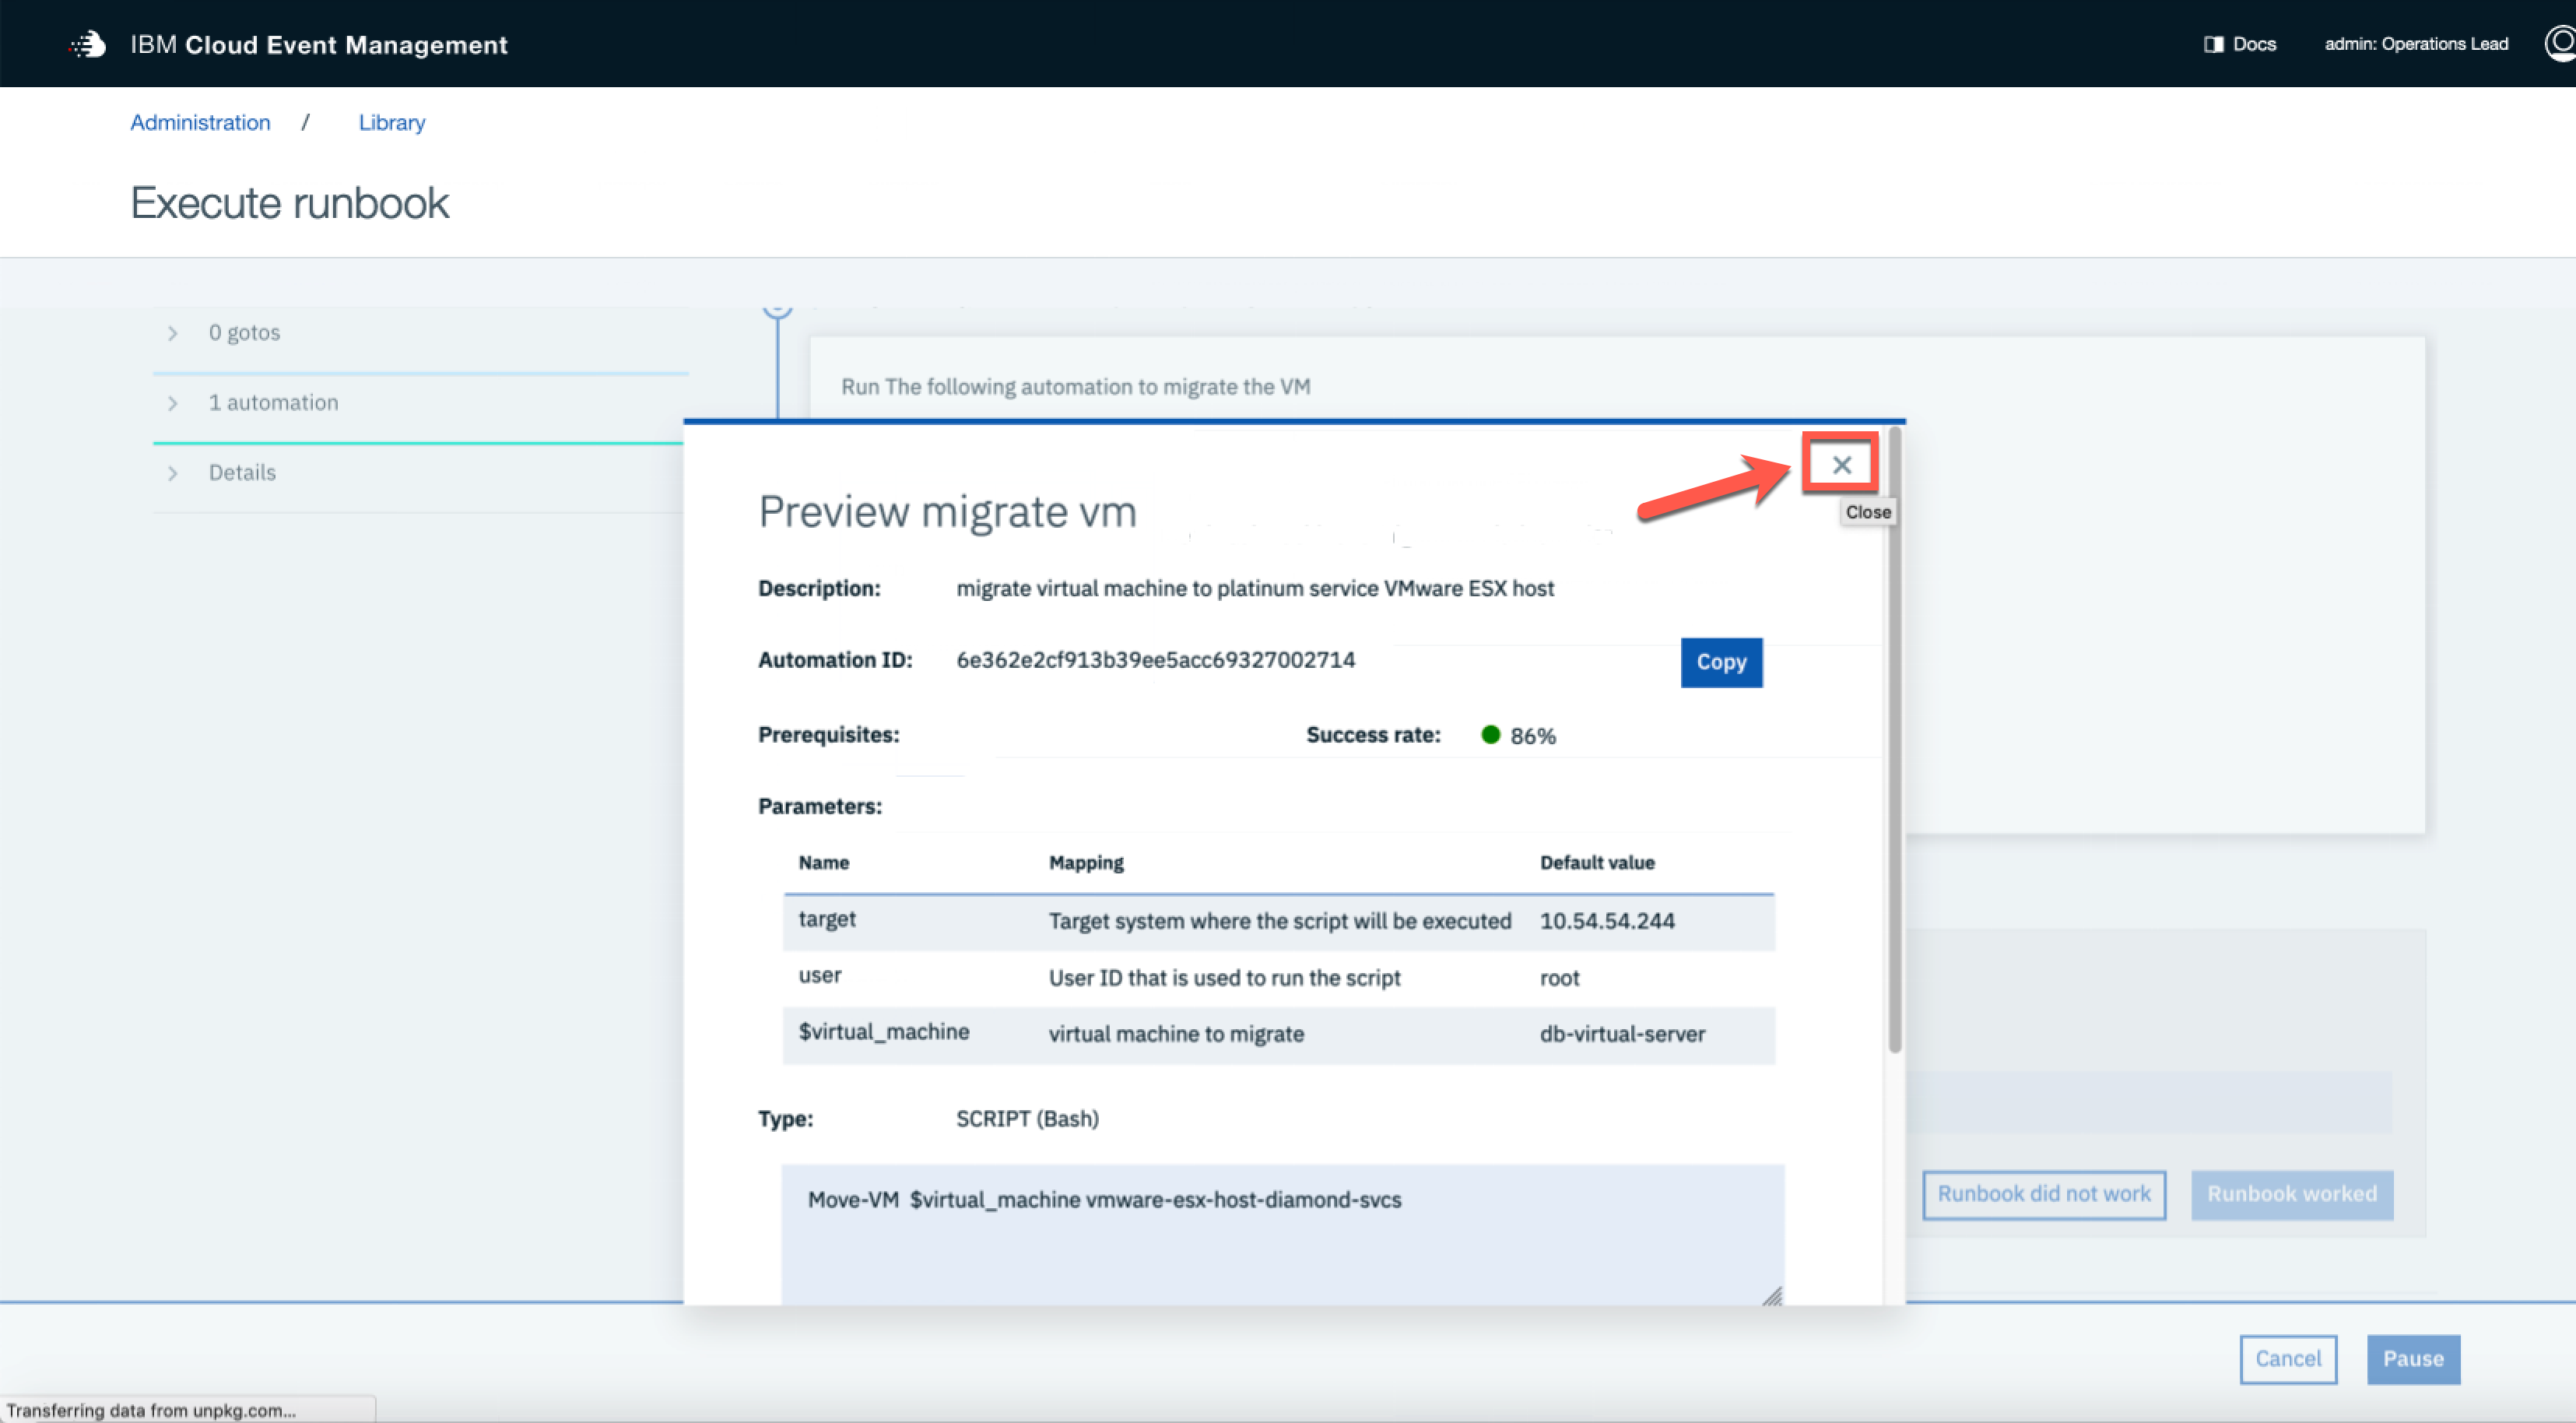 IBM Cloud Event Management
Docs
admin: Operations Lead
Administration / Library
Execute runbook
0 gotos
1 automation
Details
Run The following automation to migrate the VM
Close
Preview migrate vm
Description: migrate virtual machine to platinum service VMware ESX host
Automation ID: 6e362e2cf913b39ee5acc69327002714
Copy
Prerequisites: Success rate: 86%
Parameters:
Name Mapping Default value
target Target system where the script will be executed 10.54.54.244
user User ID that is used to run the script root
$virtual_machine virtual machine to migrate db-virtual-server
Type: SCRIPT (Bash)
Move-VM $virtual_machine vmware-esx-host-diamond-svcs
Runbook did not work
Runbook worked
Cancel
Pause
Transferring data from unpkg.com...